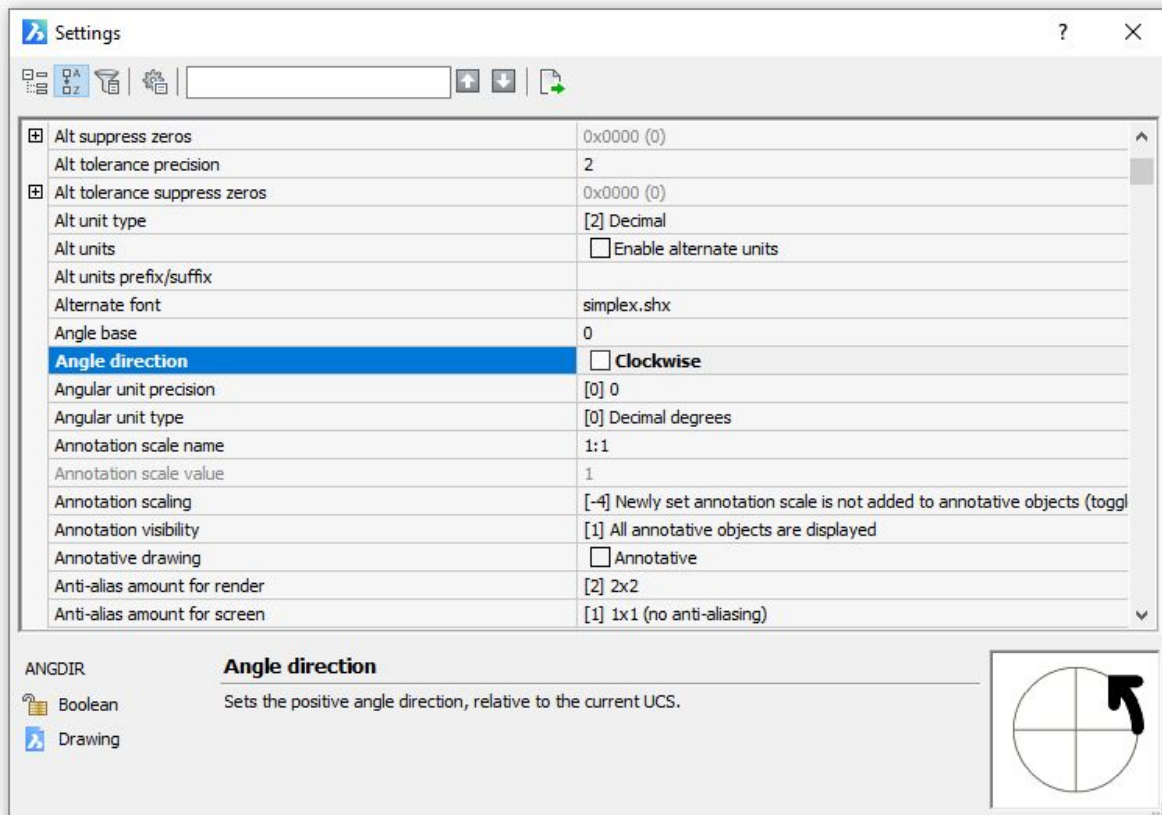 Settings
?
A
Z
Alt suppress zeros 0x0000 (0)
Alt tolerance precision 2
Alt tolerance suppress zeros 0x0000 (0)
Alt unit type [2] Decimal
Alt units Enable alternate units
Alt units prefix/suffix
Alternate font simplex.shx
Angle base 0
Angle direction Clockwise
Angular unit precision [0] 0
Angular unit type [0] Decimal degrees
Annotation scale name 1:1
Annotation scale value 1
Annotation scaling [-4] Newly set annotation scale is not added to annotative objects (toggl
Annotation visibility [1] All annotative objects are displayed
Annotative drawing Annotative
Anti-alias amount for render [2] 2x2
Anti-alias amount for screen [1] 1x1 (no anti-aliasing)
ANGDIR Angle direction
Boolean Sets the positive angle direction, relative to the current UCS.
Drawing